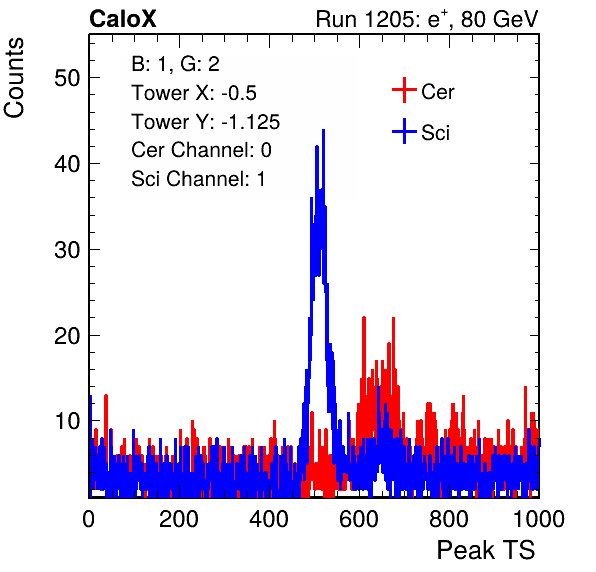 CaloX Run 1205: e⁺, 80 GeV
Counts
B: 1, G: 2
Tower X: -0.5
Tower Y: -1.125
Cer Channel: 0
Sci Channel: 1
Cer
Sci
50
40
30
20
10
0 200 400 600 800 1000
Peak TS